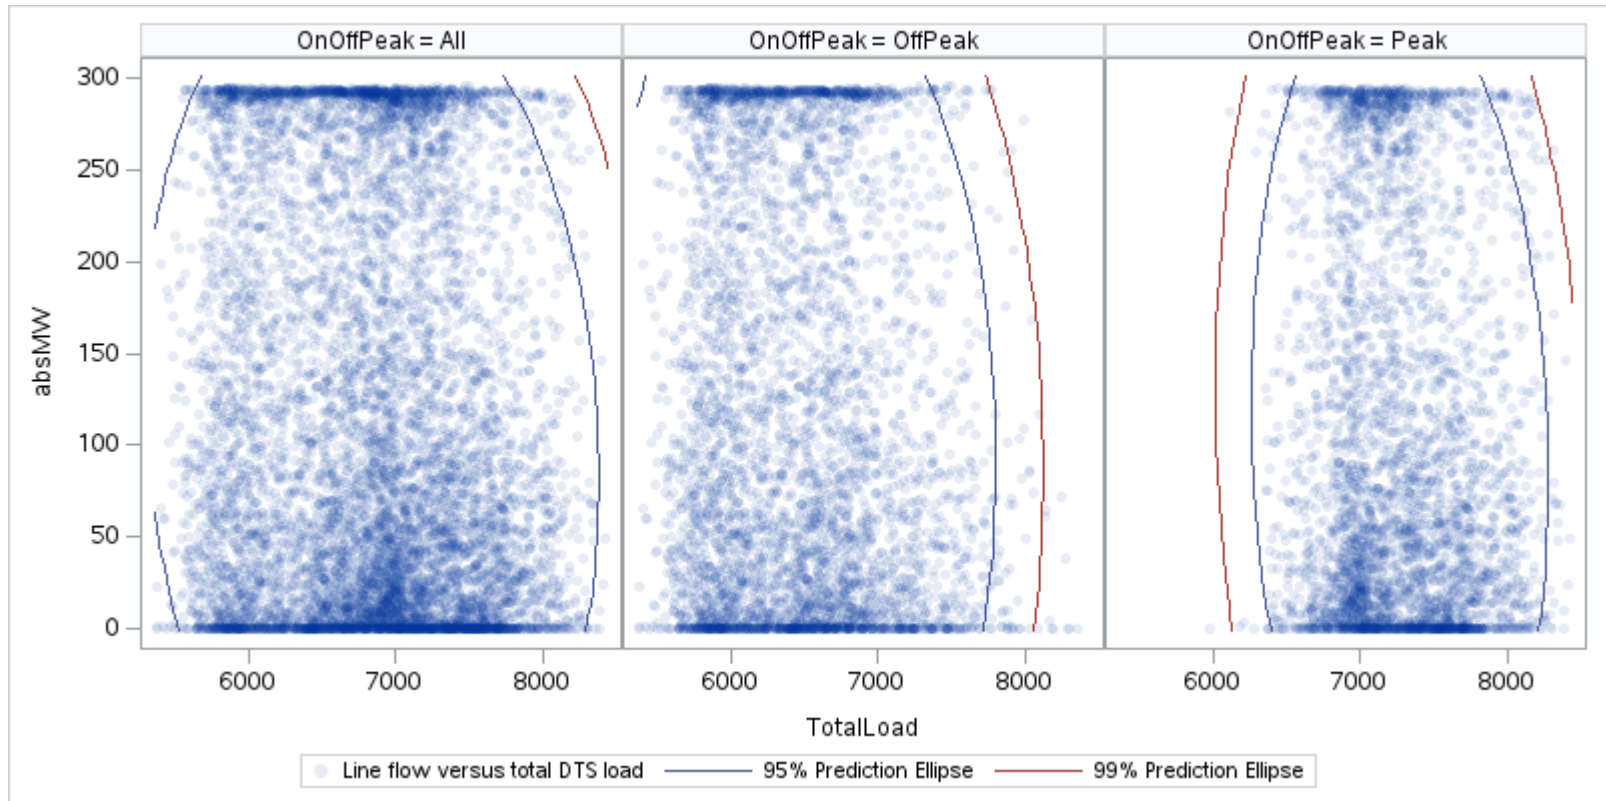 OnOffPeak = All
OnOffPeak = OffPeak
OnOffPeak = Peak
300
250
200
150
100
50
0
absMW
6000 7000 8000
6000 7000 8000
6000 7000 8000
TotalLoad
Line flow versus total DTS load
95% Prediction Ellipse
99% Prediction Ellipse